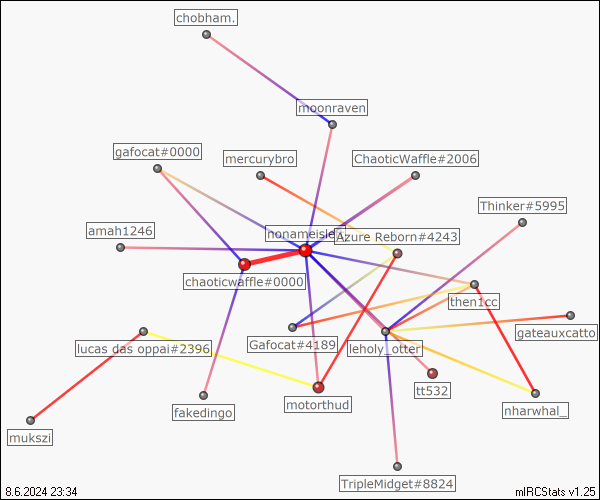 chobham.
moonraven
gafocat#0000
mercurybro
ChaoticWaffle#2006
Thinker#5995
amah1246
Azure Reborn#4243
chaoticwaffle#0000
then1cc
gateauxcatto
lucas das oppai#2396
Gafocat#4189
leholy_otter
tt532
nharwhal_
fakedingo
motorthud
mukszi
TripleMidget#8824
8.6.2024 23:34
mIRCStats v1.25